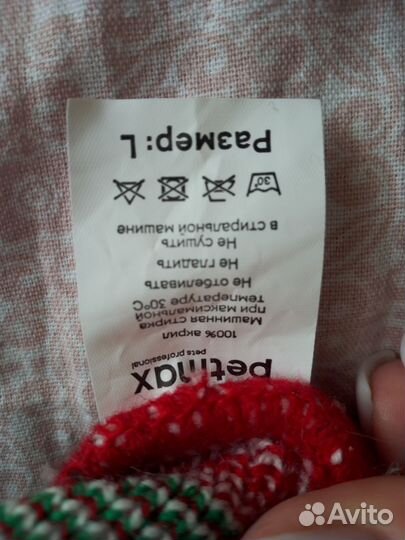 petmax
pets professional
100% акрил
Машинная стирка
при максимальной
температуре 30°C
Не отбеливать
Не гладить
Не сушить
в стиральной машине
30°
Размер: L
Avito